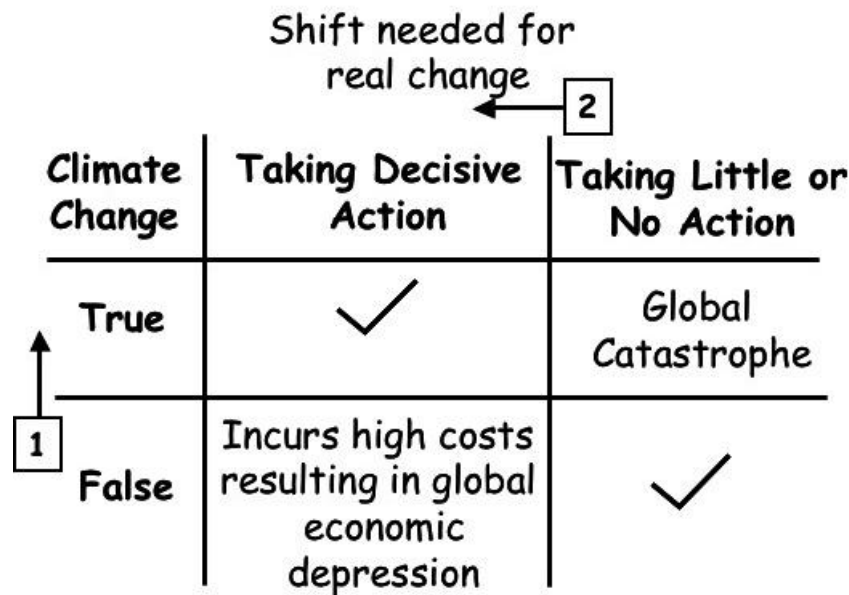 Shift needed for
real change
2
Climate
Change
Taking Decisive
Action
Taking Little or
No Action
True
Global
Catastrophe
1
False
Incurs high costs
resulting in global
economic
depression